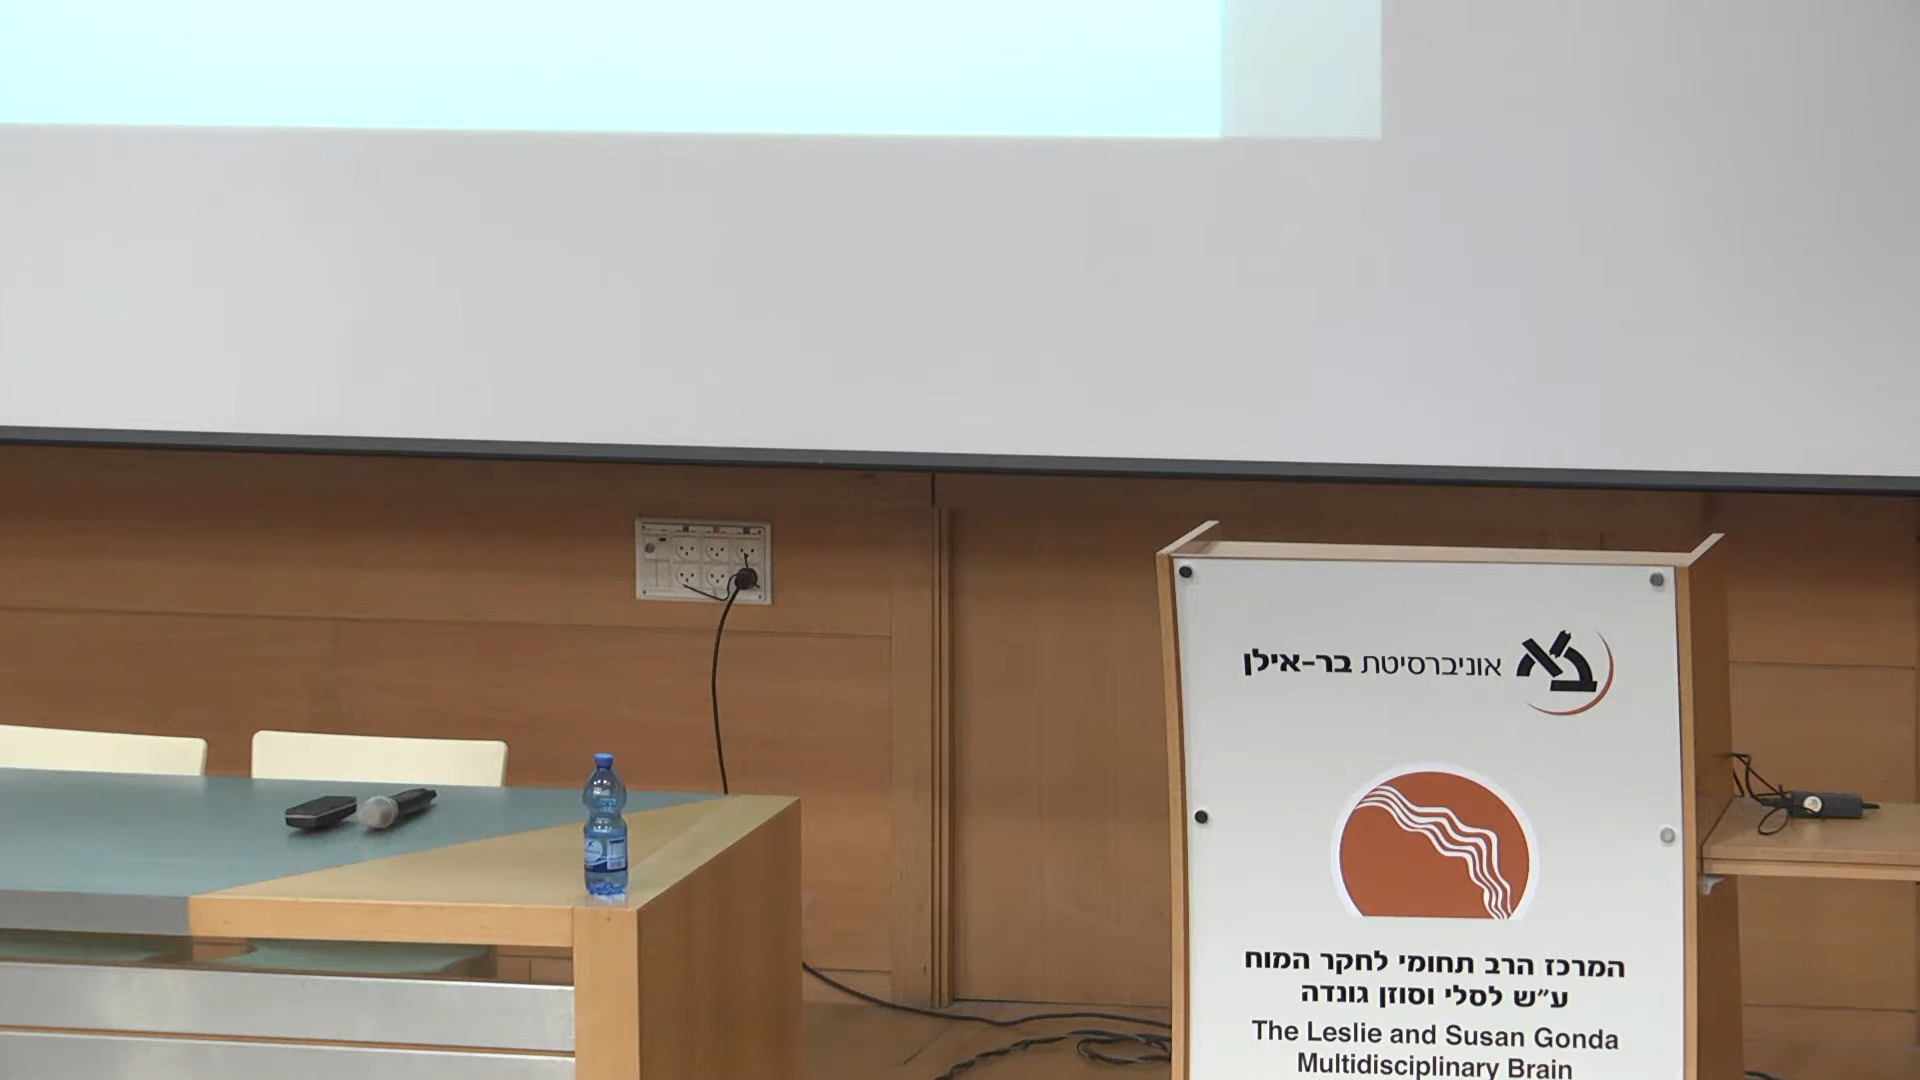 אוניברסיטת בר-אילן
המרכז הרב תחומי לחקר המוח
ע״ש לסלי וסוזן גונדה
The Leslie and Susan Gonda
Multidisciplinary Brain